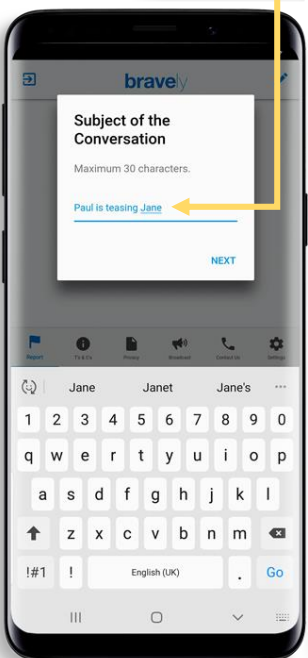 bravely
Subject of the
Conversation
Maximum 30 characters.
Paul is teasing Jane
NEXT
Report T's & Cs Privacy Broadcast Contact Us Settings
Jane Janet Jane's ...
1 2 3 4 5 6 7 8 9 0
q w e r t y u i o p
a s d f g h j k l
z x c v b n m
!#1 ! English (UK) . Go